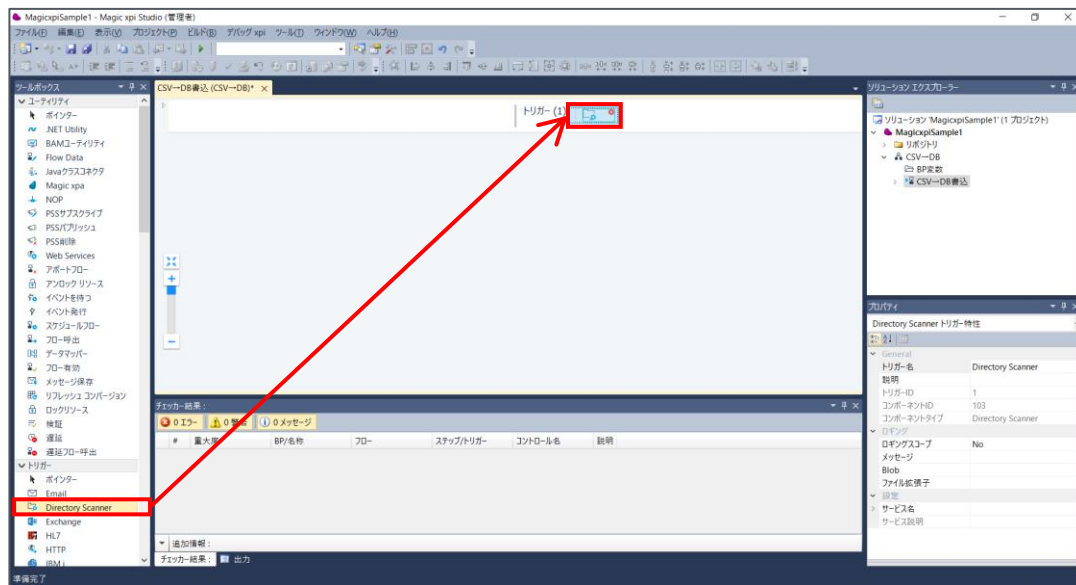 MagicxpiSample1 - Magic xpi Studio (管理者)
ファイル(F) 編集(E) 表示(V) プロジェクト(P) ビルド(B) デバッグ xpi ツール(T) ウィンドウ(W) ヘルプ(H)
ツールボックス
ユーティリティ
ポインター
.NET Utility
BAMユーティリティ
Flow Data
Javaクラスコネクタ
Magic xpa
NOP
PSSサブスクライブ
PSSパブリッシュ
PSS削除
Web Services
アボートフロー
アンロック リソース
イベントを待つ
イベント発行
スケジュールフロー
フロー呼出
データマッパー
フロー有効
メッセージ保存
リフレッシュ コンバージョン
ロックリソース
検証
遅延
遅延フロー呼出
トリガー
ポインター
Email
Directory Scanner
Exchange
HL7
HTTP
IBM i
CSV→DB書込 (CSV→DB)*
トリガー (1)
チェッカー結果 :
0 エラー
0 警告
0 メッセージ
# 重大度 BP/名称 フロー ステップ/トリガー コントロール名 説明
追加情報 :
チェッカー結果 : 出力
準備完了
ソリューション エクスプローラー
ソリューション 'MagicxpiSample1' (1 プロジェクト)
MagicxpiSample1
リポジトリ
CSV→DB
BP変数
CSV→DB書込
プロパティ
Directory Scanner トリガー特性
General
トリガー名 Directory Scanner
説明
トリガーID 1
コンポーネントID 103
コンポーネントタイプ Directory Scanner
ロギング
ロギングスコープ No
メッセージ
Blob
ファイル拡張子
設定
サービス名
サービス説明